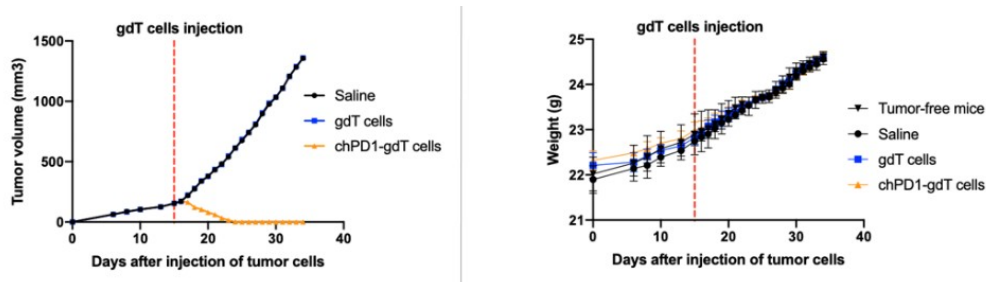 gdT cells injection
1500
1000
500
0
Tumor volume (mm3)
0 10 20 30 40
Days after injection of tumor cells
Saline
gdT cells
chPD1-gdT cells
gdT cells injection
25
24
23
22
21
Weight (g)
0 10 20 30 40
Days after injection of tumor cells
Tumor-free mice
Saline
gdT cells
chPD1-gdT cells